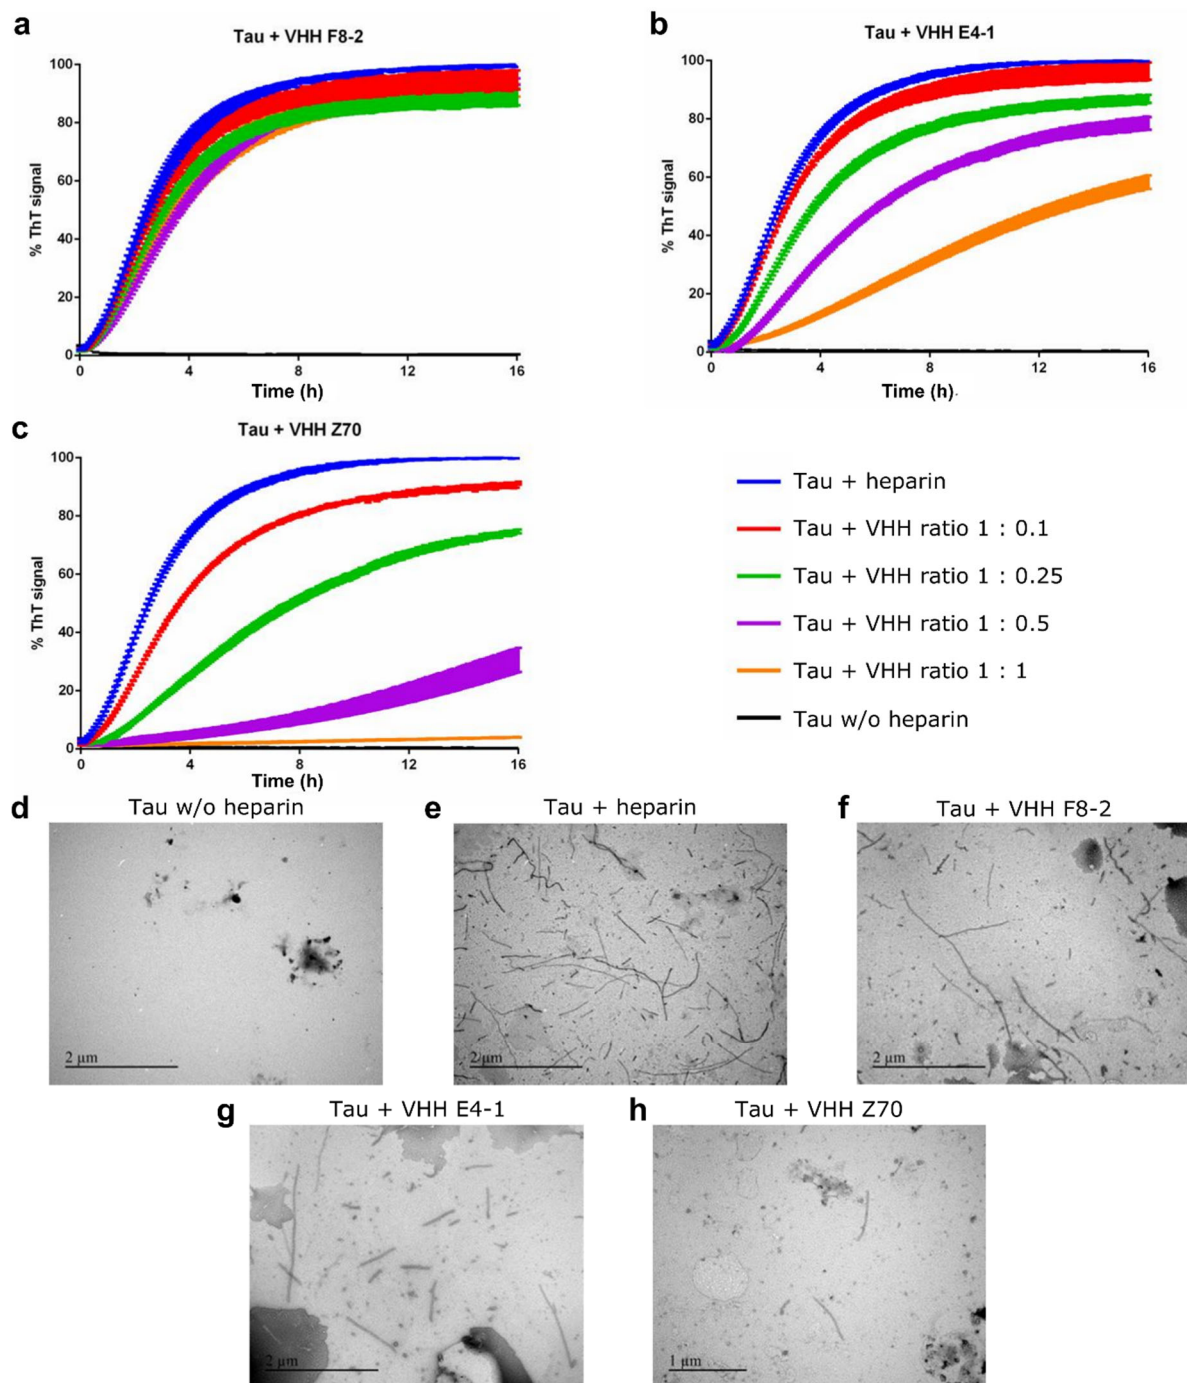 a
Tau + VHH F8-2
100
80
60
40
20
0
% ThT signal
0 4 8 12 16
Time (h)
b
Tau + VHH E4-1
100
80
60
40
20
0
% ThT signal
0 4 8 12 16
Time (h)
c
Tau + VHH Z70
100
80
60
40
20
0
% ThT signal
0 4 8 12 16
Time (h)
Tau + heparin
Tau + VHH ratio 1 : 0.1
Tau + VHH ratio 1 : 0.25
Tau + VHH ratio 1 : 0.5
Tau + VHH ratio 1 : 1
Tau w/o heparin
d
Tau w/o heparin
2 µm
e
Tau + heparin
2 µm
f
Tau + VHH F8-2
2 µm
g
Tau + VHH E4-1
2 µm
h
Tau + VHH Z70
1 µm